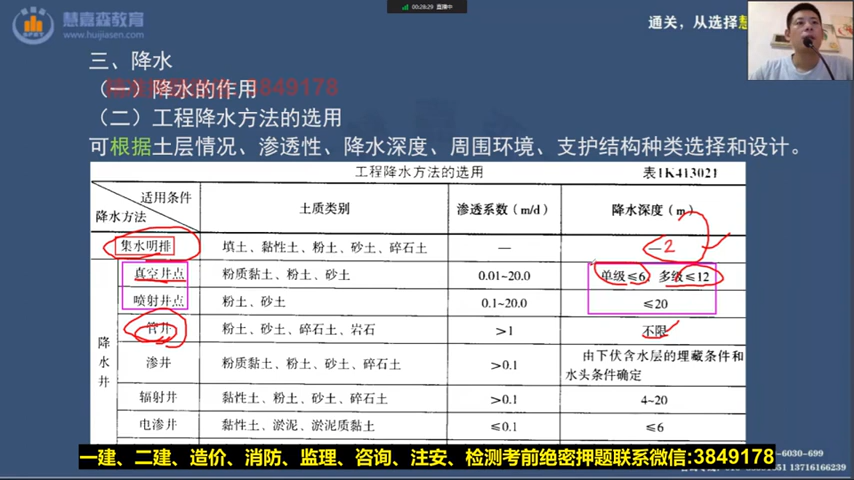 00:28:29 直播中
慧嘉森教育
www.huijiasen.com
通关，从选择慧
三、降水
（一）降水的作用
（二）工程降水方法的选用
可根据土层情况、渗透性、降水深度、周围环境、支护结构种类选择和设计。
工程降水方法的选用 表1K413021
适用条件
降水方法 土质类别 渗透系数（m/d） 降水深度（m）
集水明排 填土、黏性土、粉土、砂土、碎石土 — — 2
降水井
真空井点 粉质黏土、粉土、砂土 0.01~20.0 单级≤6，多级≤12
喷射井点 粉土、砂土 0.1~20.0 ≤20
管井 粉土、砂土、碎石土、岩石 >1 不限
渗井 粉质黏土、粉土、砂土、碎石土 >0.1 由下伏含水层的埋藏条件和
水头条件确定
辐射井 黏性土、粉土、砂土、碎石土 >0.1 4~20
电渗井 黏性土、淤泥、淤泥质黏土 ≤0.1 ≤6
一建、二建、造价、消防、监理、咨询、注安、检测考前绝密押题联系微信:3849178